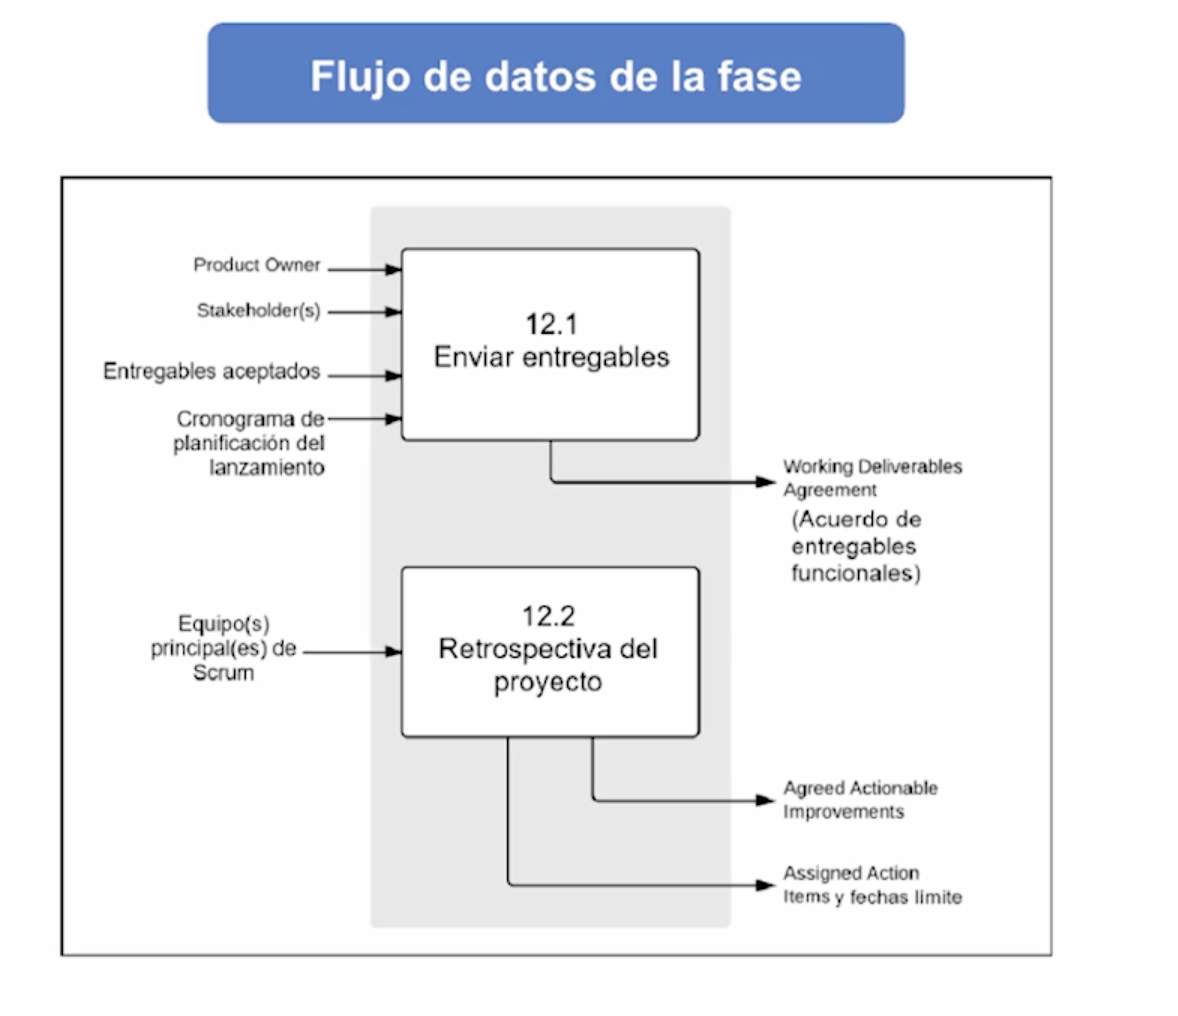 Flujo de datos de la fase
Product Owner
Stakeholder(s)
Entregables aceptados
Cronograma de
planificación del
lanzamiento
12.1
Enviar entregables
Working Deliverables
Agreement
(Acuerdo de
entregables
funcionales)
Equipo(s)
principal(es) de
Scrum
12.2
Retrospectiva del
proyecto
Agreed Actionable
Improvements
Assigned Action
Items y fechas límite